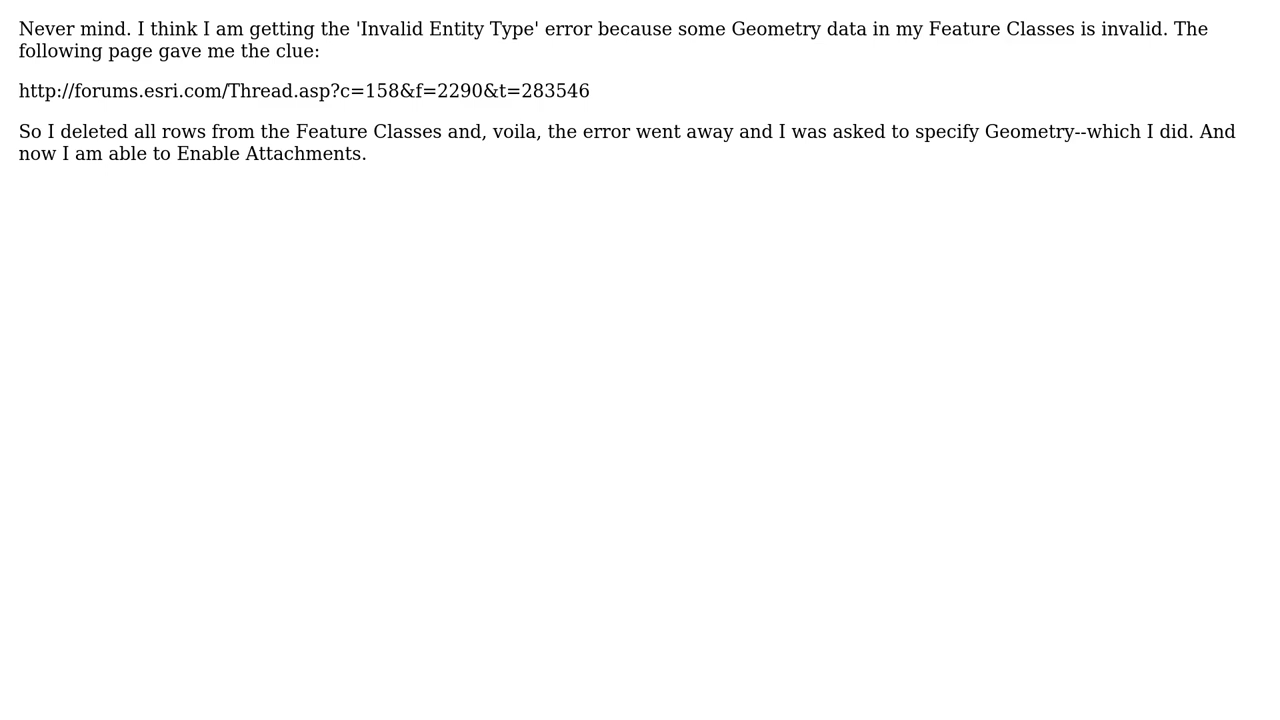 Never mind. I think I am getting the 'Invalid Entity Type' error because some Geometry data in my Feature Classes is invalid. The
following page gave me the clue:
http://forums.esri.com/Thread.asp?c=158&f=2290&t=283546
So I deleted all rows from the Feature Classes and, voila, the error went away and I was asked to specify Geometry--which I did. And
now I am able to Enable Attachments.